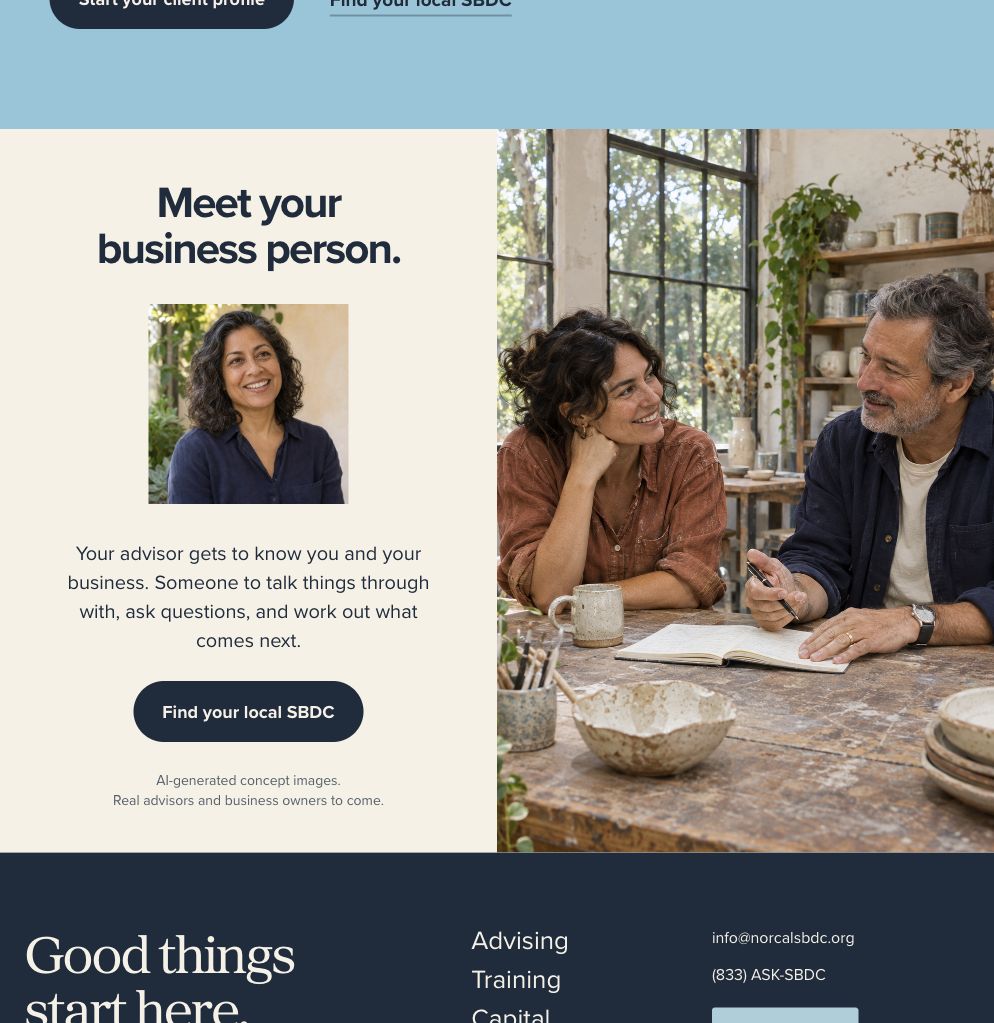 Start your client profile
Find your local SBDC
Meet your
business person.
Your advisor gets to know you and your
business. Someone to talk things through
with, ask questions, and work out what
comes next.
Find your local SBDC
AI-generated concept images.
Real advisors and business owners to come.
Good things
start here.
Advising
Training
Capital
info@norcalsbdc.org
(833) ASK-SBDC